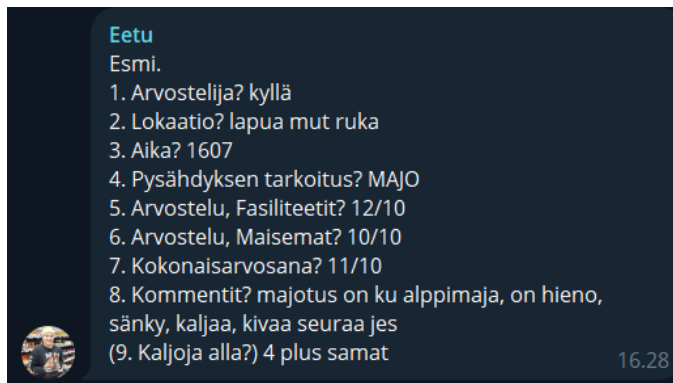 Eetu
Esmi.
1. Arvostelija? kyllä
2. Lokaatio? lapua mut ruka
3. Aika? 1607
4. Pysähdyksen tarkoitus? MAJO
5. Arvostelu, Fasiliteetit? 12/10
6. Arvostelu, Maisemat? 10/10
7. Kokonaisarvosana? 11/10
8. Kommentit? majotus on ku alppimaja, on hieno,
sänky, kaljaa, kivaa seuraa jes
(9. Kaljoja alla?) 4 plus samat
16.28